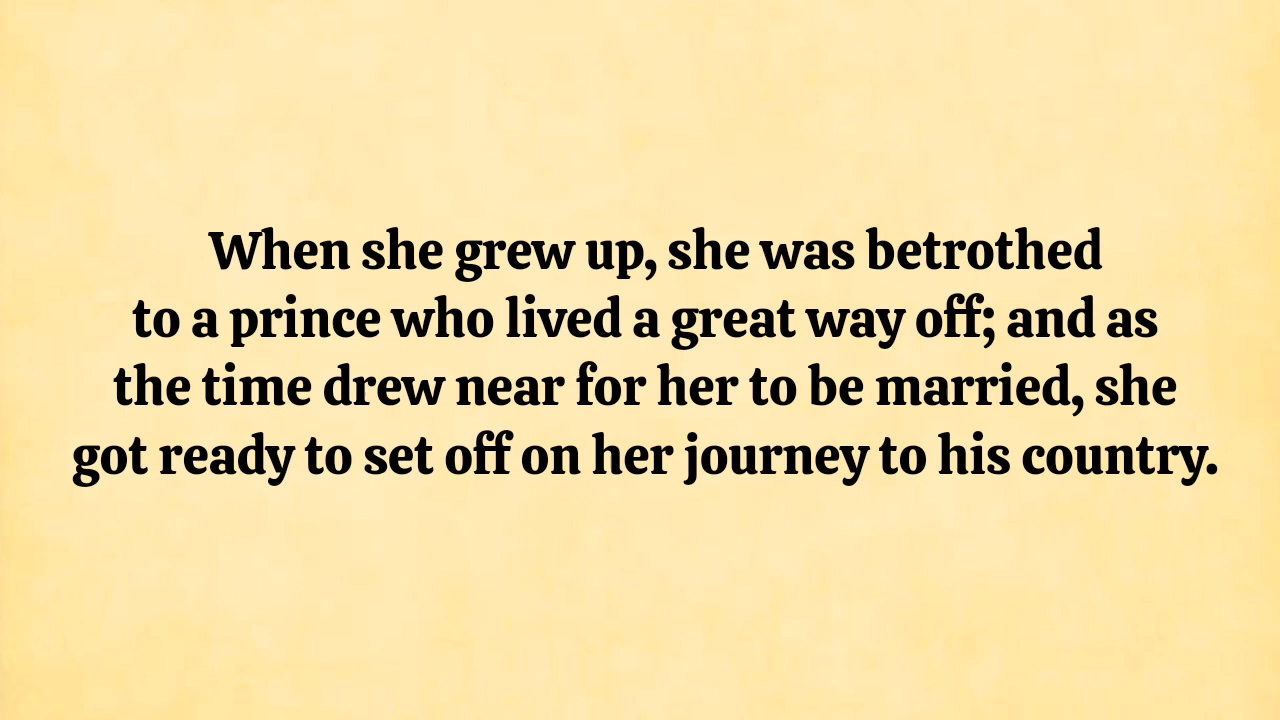 When she grew up, she was betrothed
to a prince who lived a great way off; and as
the time drew near for her to be married, she
got ready to set off on her journey to his country.